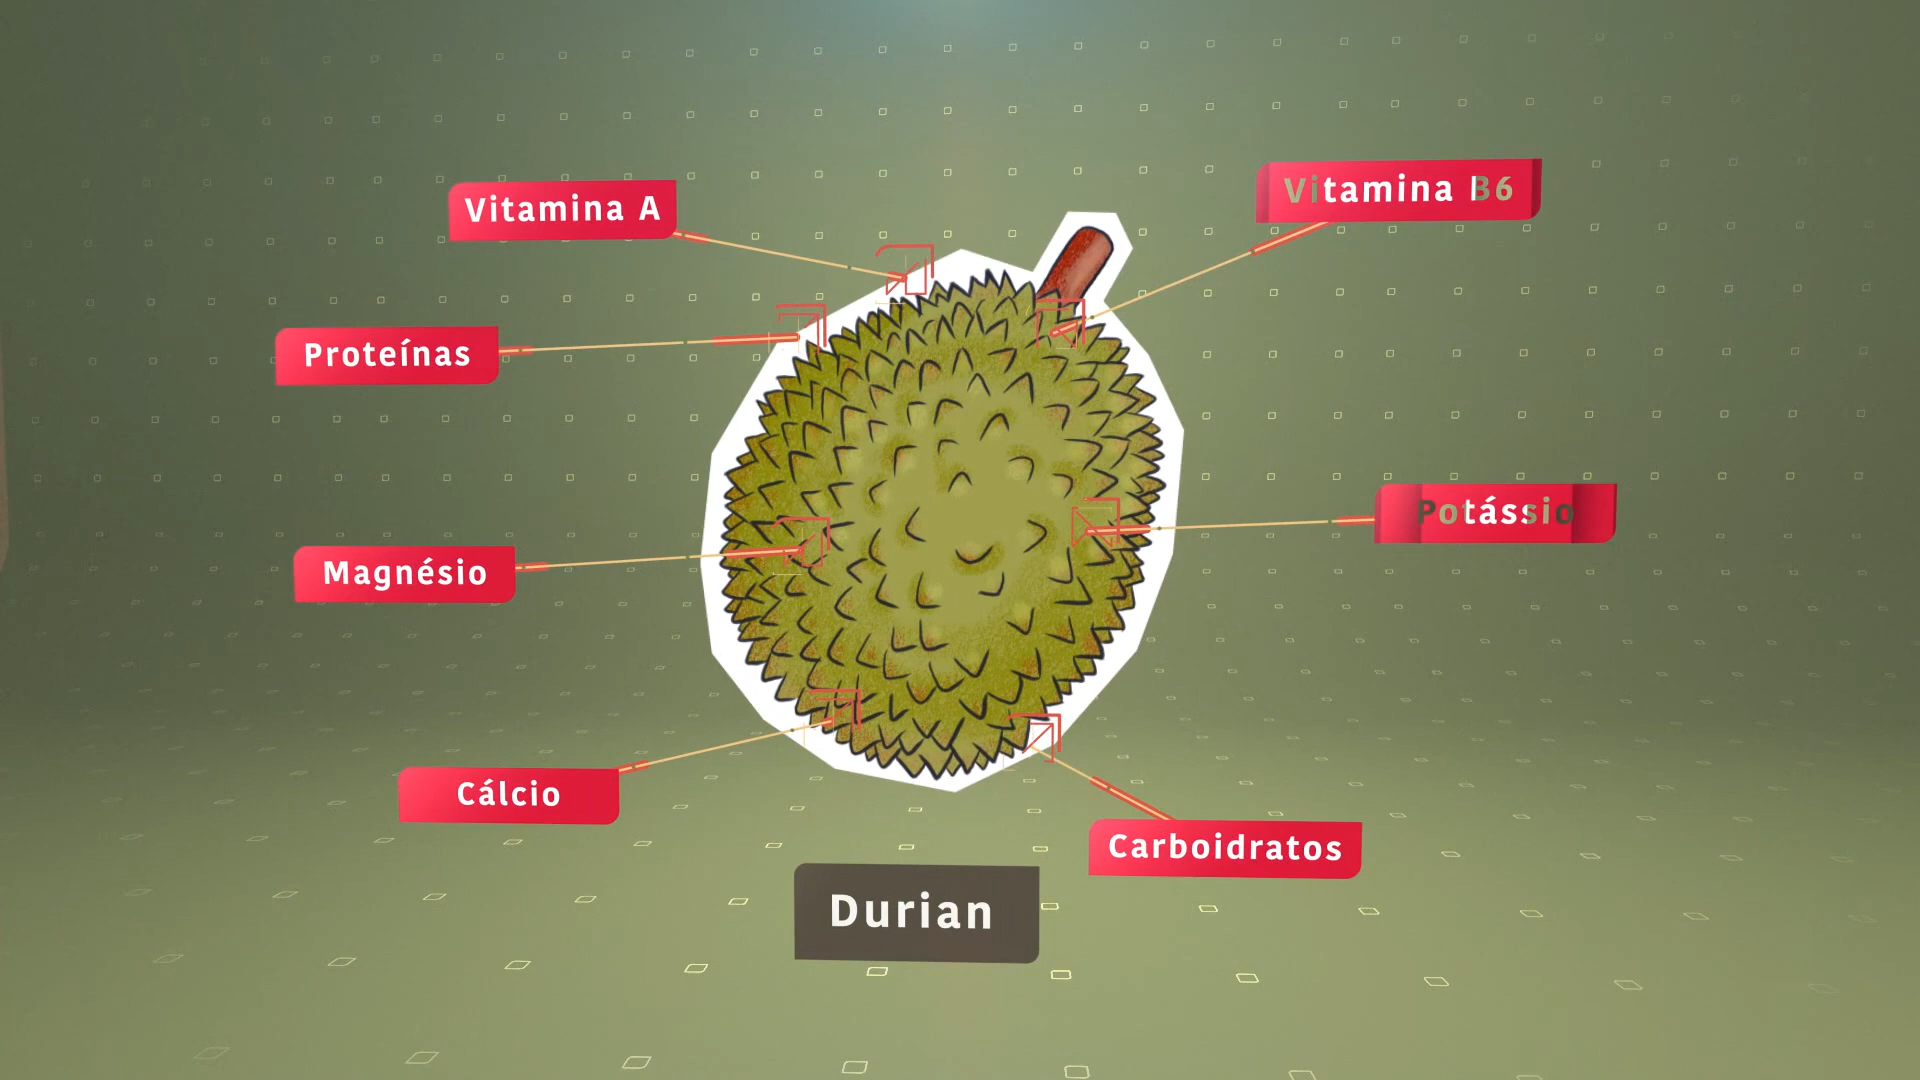 Vitamina A
Vitamina B6
Proteínas
Potássio
Magnésio
Cálcio
Carboidratos
Durian